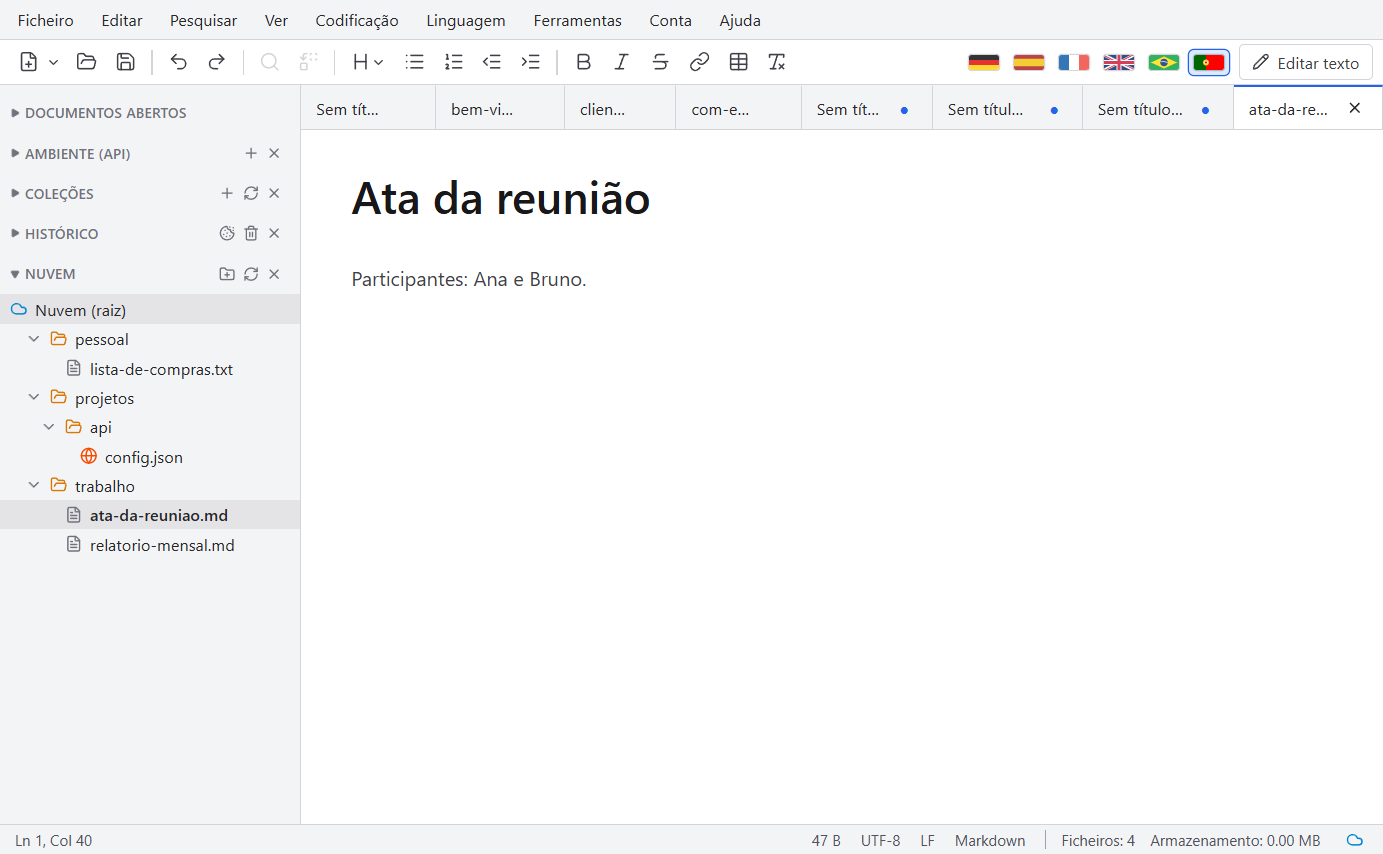 Ficheiro Editar Pesquisar Ver Codificação Linguagem Ferramentas Conta Ajuda
H B I S Editar texto
DOCUMENTOS ABERTOS
AMBIENTE (API)
COLEÇÕES
HISTÓRICO
NUVEM
Nuvem (raiz)
pessoal
lista-de-compras.txt
projetos
api
config.json
trabalho
ata-da-reuniao.md
relatorio-mensal.md
Sem tít... bem-vi... clien... com-e... Sem tít... Sem títul... Sem título... ata-da-re...
Ata da reunião
Participantes: Ana e Bruno.
Ln 1, Col 40 47 B UTF-8 LF Markdown Ficheiros: 4 Armazenamento: 0.00 MB